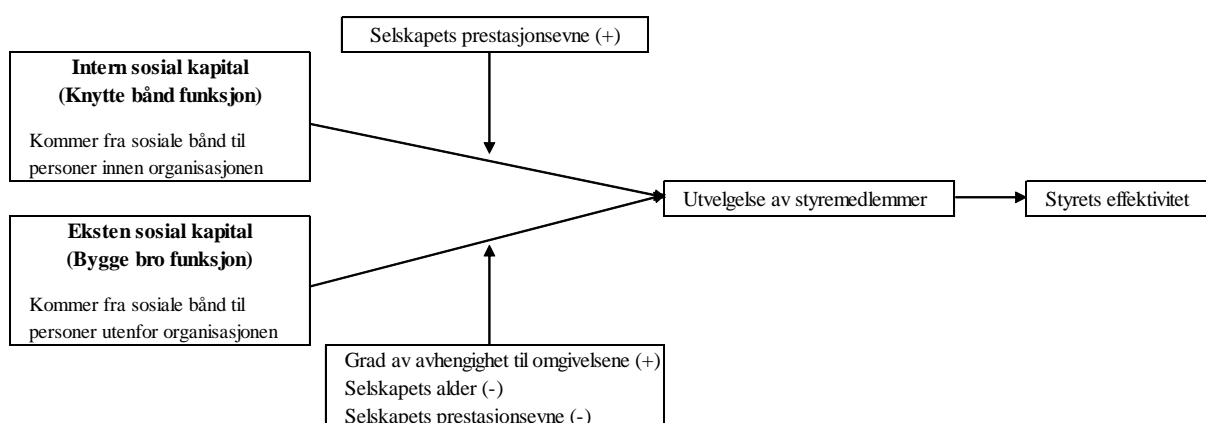 Selskapets prestasjonsevne (+)
Intern sosial kapital
(Knytte bånd funksjon)
Kommer fra sosiale bånd til
personer innen organisasjonen
Utvelgelse av styremedlemmer
Styrets effektivitet
Eksten sosial kapital
(Bygge bro funksjon)
Kommer fra sosiale bånd til
personer utenfor organisasjonen
Grad av avhengighet til omgivelsene (+)
Selskapets alder (-)
Selskapets prestasjonsevne (-)